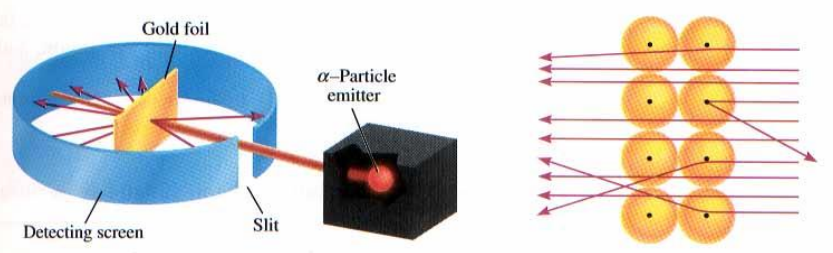 Gold foil
α–Particle
emitter
Detecting screen
Slit